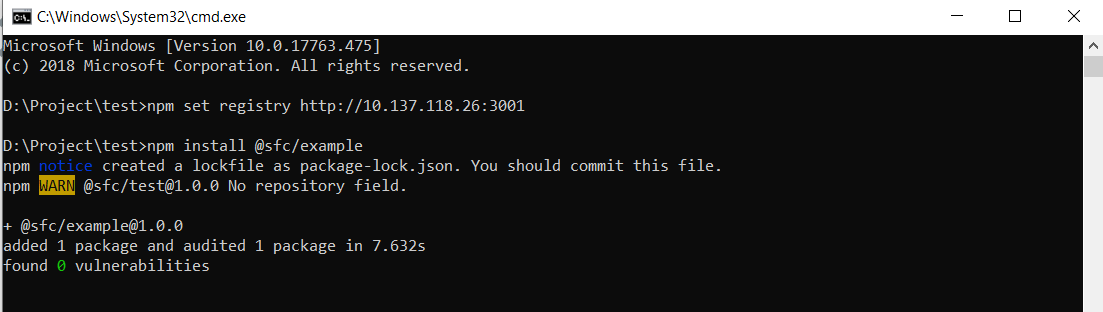 C:\Windows\System32\cmd.exe
Microsoft Windows [Version 10.0.17763.475]
(c) 2018 Microsoft Corporation. All rights reserved.
D:\Project\test>npm set registry http://10.137.118.26:3001
D:\Project\test>npm install @sfc/example
npm notice created a lockfile as package-lock.json. You should commit this file.
npm WARN @sfc/test@1.0.0 No repository field.
+ @sfc/example@1.0.0
added 1 package and audited 1 package in 7.632s
found 0 vulnerabilities